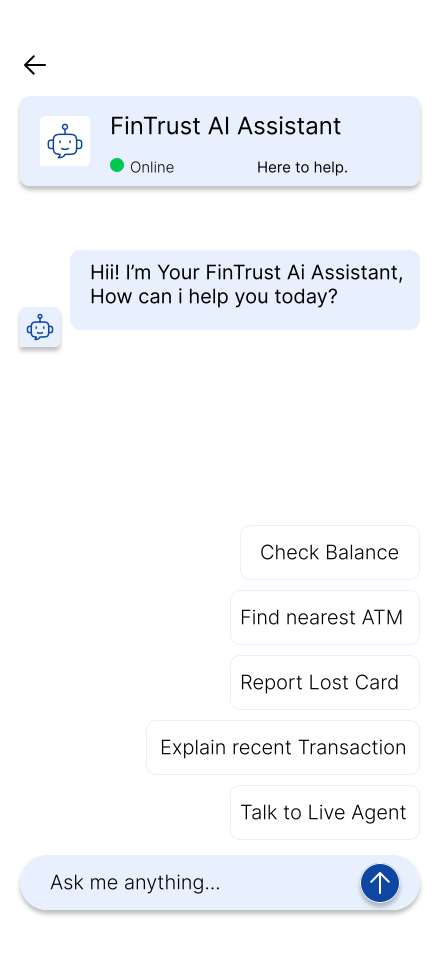 FinTrust AI Assistant
Online
Here to help.
Hii! I’m Your FinTrust Ai Assistant,
How can i help you today?
Check Balance
Find nearest ATM
Report Lost Card
Explain recent Transaction
Talk to Live Agent
Ask me anything...